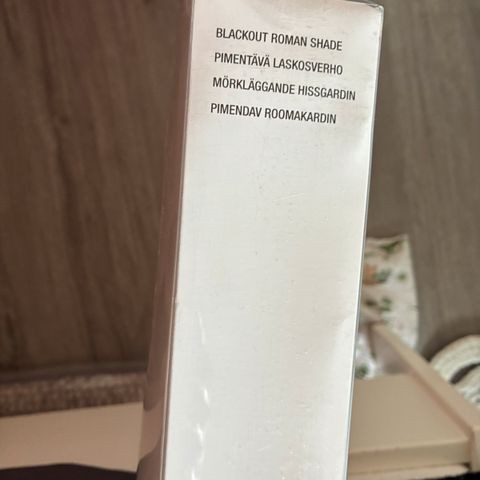 BLACKOUT ROMAN SHADE
PIMENTÄVÄ LASKOSVERHO
MÖRKLÄGGANDE HISSGARDIN
PIMENDAV ROOMAKARDIN